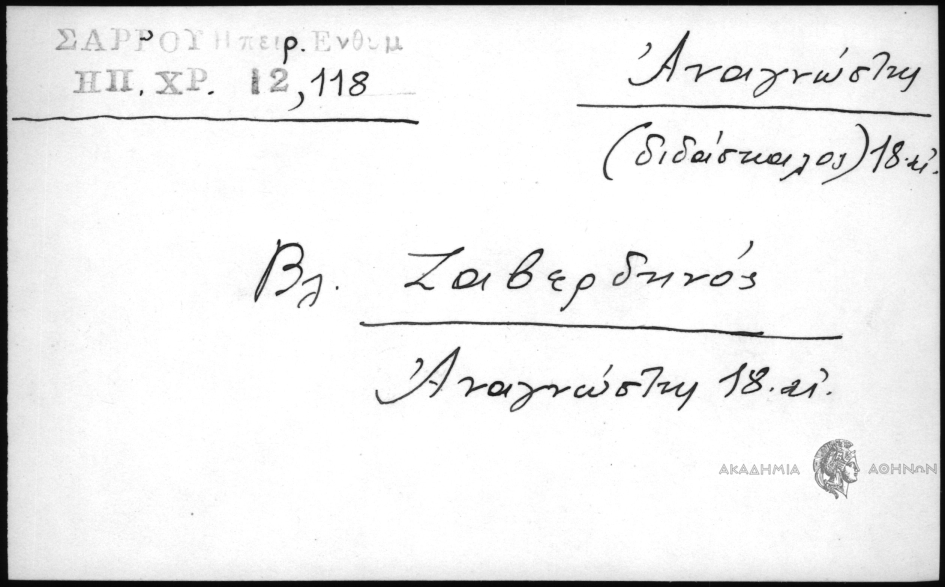 ΣΑΡΡΟΥ Ηπειρ. Ενθυμ
ΗΠ. ΧΡ. 12, 118
Ἀναγνώστης
(διδάσκαλος) 18. αἰ.
Βλ. Ζαβερδινός
Ἀναγνώστης 18. αἰ.
ΑΚΑΔΗΜΙΑ ΑΘΗΝΩΝ